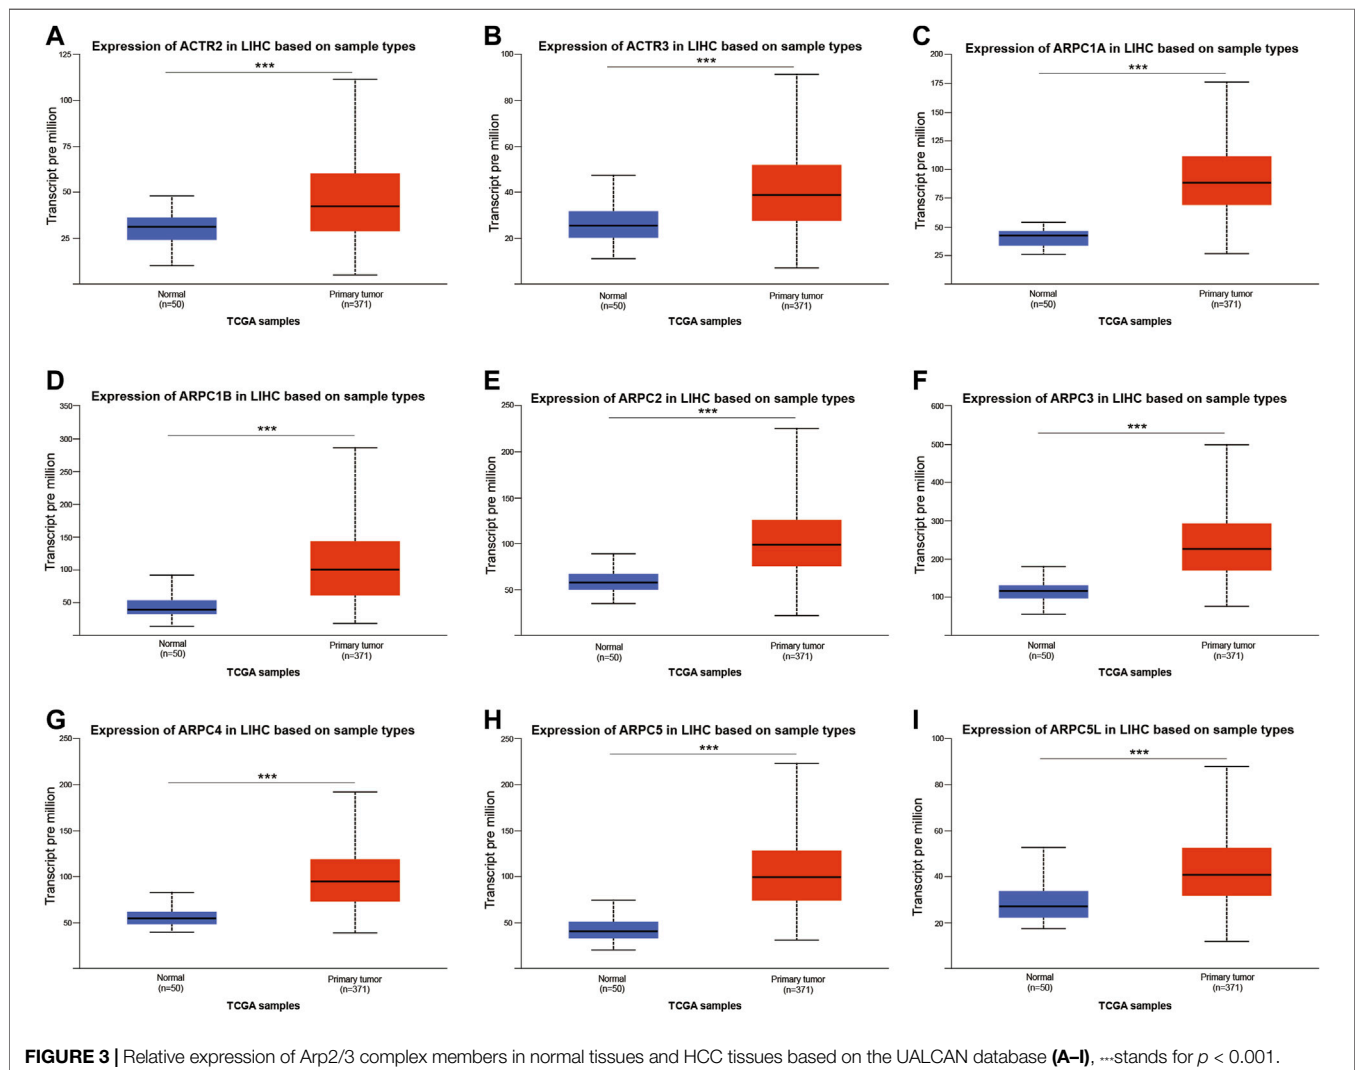 A
Expression of ACTR2 in LIHC based on sample types
***
Transcript pre million
125
100
75
50
25
Normal
(n=50)
Primary tumor
(n=371)
TCGA samples
B
Expression of ACTR3 in LIHC based on sample types
***
Transcript pre million
100
80
60
40
20
Normal
(n=50)
Primary tumor
(n=371)
TCGA samples
C
Expression of ARPC1A in LIHC based on sample types
***
Transcript pre million
200
175
150
125
100
75
50
25
Normal
(n=50)
Primary tumor
(n=371)
TCGA samples
D
Expression of ARPC1B in LIHC based on sample types
***
Transcript pre million
350
300
250
200
150
100
50
Normal
(n=50)
Primary tumor
(n=371)
TCGA samples
E
Expression of ARPC2 in LIHC based on sample types
***
Transcript pre million
250
200
150
100
50
Normal
(n=50)
Primary tumor
(n=371)
TCGA samples
F
Expression of ARPC3 in LIHC based on sample types
***
Transcript pre million
600
500
400
300
200
100
Normal
(n=50)
Primary tumor
(n=371)
TCGA samples
G
Expression of ARPC4 in LIHC based on sample types
***
Transcript pre million
250
200
150
100
50
Normal
(n=50)
Primary tumor
(n=371)
TCGA samples
H
Expression of ARPC5 in LIHC based on sample types
***
Transcript pre million
250
200
150
100
50
Normal
(n=50)
Primary tumor
(n=371)
TCGA samples
I
Expression of ARPC5L in LIHC based on sample types
***
Transcript pre million
100
80
60
40
20
Normal
(n=50)
Primary tumor
(n=371)
TCGA samples
FIGURE 3 | Relative expression of Arp2/3 complex members in normal tissues and HCC tissues based on the UALCAN database (A–I), ***stands for p < 0.001.